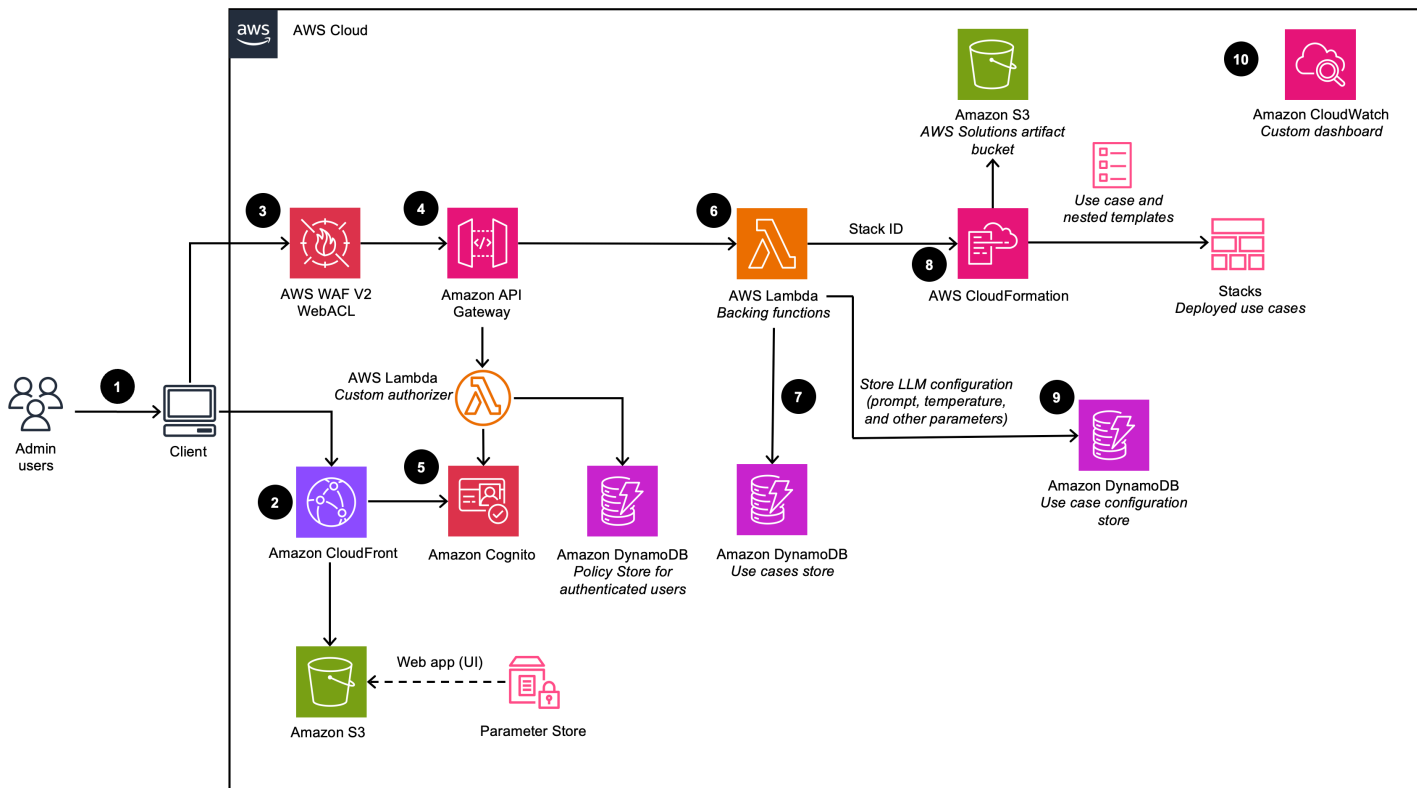 aws
AWS Cloud
10
Amazon S3
AWS Solutions artifact
bucket
Amazon CloudWatch
Custom dashboard
3
4
6
Use case and
nested templates
Stack ID
8
AWS WAF V2
WebACL
Amazon API
Gateway
AWS Lambda
Backing functions
AWS CloudFormation
Stacks
Deployed use cases
1
AWS Lambda
Custom authorizer
7
Store LLM configuration
(prompt, temperature,
and other parameters)
9
Admin
users
Client
5
2
Amazon DynamoDB
Use case configuration
store
Amazon CloudFront
Amazon Cognito
Amazon DynamoDB
Policy Store for
authenticated users
Amazon DynamoDB
Use cases store
Web app (UI)
Amazon S3
Parameter Store